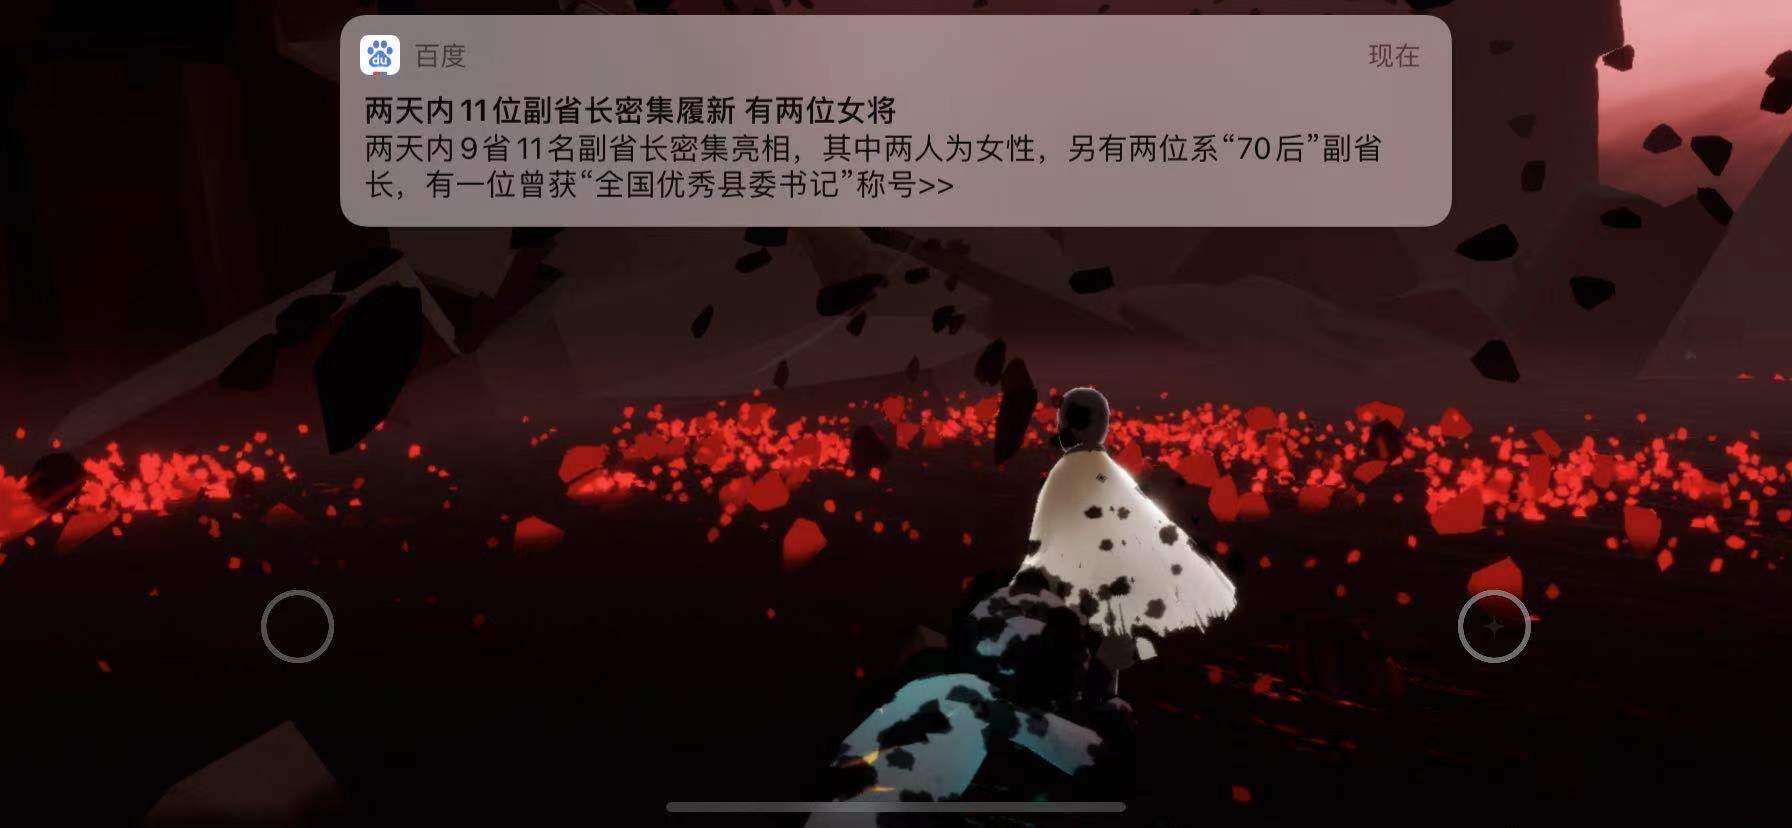 du
百度
现在
两天内11位副省长密集履新 有两位女将
两天内9省11名副省长密集亮相，其中两人为女性，另有两位系“70后”副省
长，有一位曾获“全国优秀县委书记”称号>>